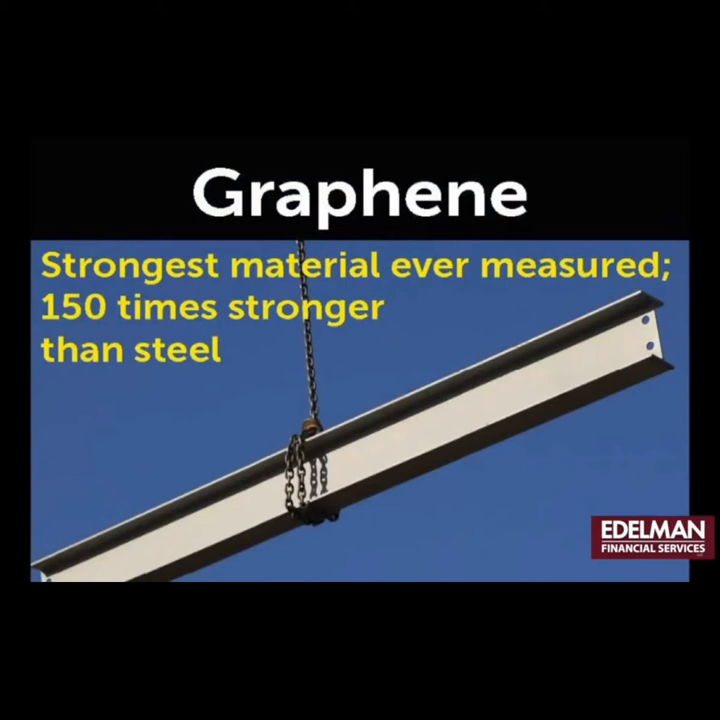 Graphene
Strongest material ever measured;
150 times stronger
than steel
EDELMAN
FINANCIAL SERVICES